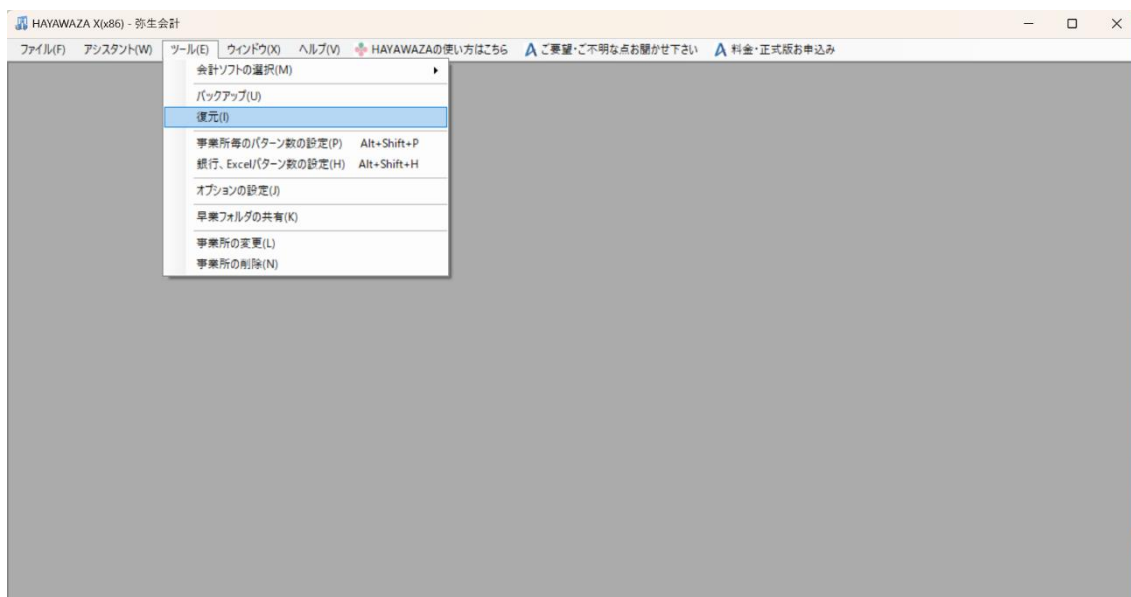 HAYAWAZA X(x86) - 弥生会計
ファイル(F) アシスタント(W) ツール(E) ウィンドウ(X) ヘルプ(V) HAYAWAZAの使い方はこちら ご要望・ご不明な点お聞かせ下さい 料金・正式版お申込み
会計ソフトの選択(M)
バックアップ(U)
復元(I)
事業所毎のパターン数の設定(P) Alt+Shift+P
銀行、Excelパターン数の設定(H) Alt+Shift+H
オプションの設定(J)
早業フォルダの共有(K)
事業所の変更(L)
事業所の削除(N)